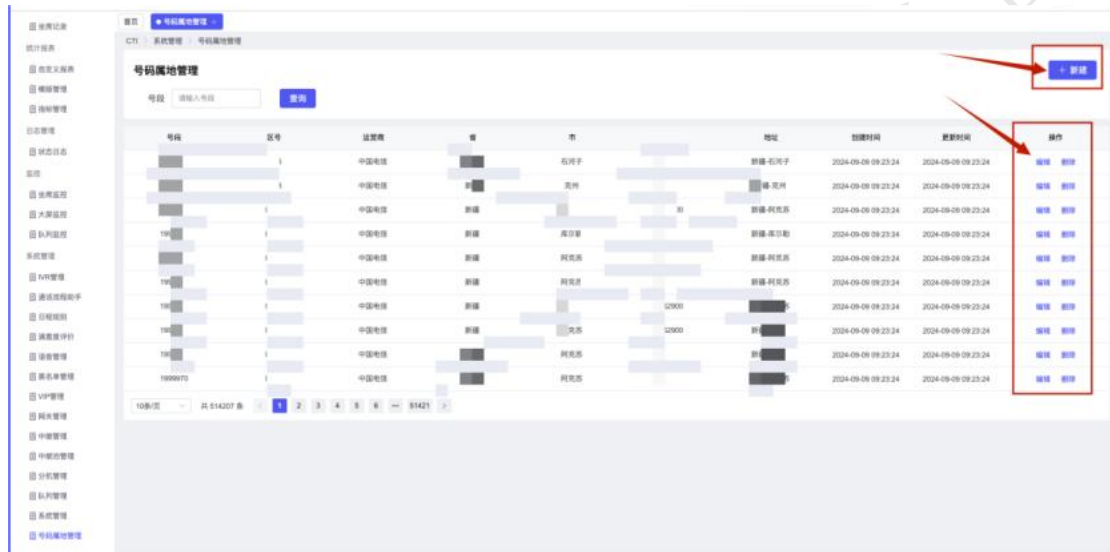 坐席记录
统计报表
自定义报表
模版管理
指标管理
日志管理
状态日志
监控
坐席监控
大屏监控
队列监控
系统管理
IVR管理
通话流程助手
日程规则
满意度评价
语音管理
黑名单管理
VIP管理
网关管理
中继管理
中继池管理
分机管理
队列管理
系统管理
号码属地管理
首页 号码属地管理
CTI 系统管理 号码属地管理
号码属地管理
+ 新建
号段 请输入号段 查询
号段 区号 运营商 省 市 地址 创建时间 更新时间 操作
中国电信 石河子 新疆-石河子 2024-09-09 09:23:24 2024-09-09 09:23:24 编辑 删除
中国电信 新 克州 疆-克州 2024-09-09 09:23:24 2024-09-09 09:23:24 编辑 删除
中国电信 新疆 新疆-阿克苏 2024-09-09 09:23:24 2024-09-09 09:23:24 编辑 删除
中国电信 新疆 库尔勒 新疆-库尔勒 2024-09-09 09:23:24 2024-09-09 09:23:24 编辑 删除
中国电信 新疆 阿克苏 新疆-阿克苏 2024-09-09 09:23:24 2024-09-09 09:23:24 编辑 删除
中国电信 新疆 阿克苏 新疆-阿克苏 2024-09-09 09:23:24 2024-09-09 09:23:24 编辑 删除
中国电信 新疆 苏 2024-09-09 09:23:24 2024-09-09 09:23:24 编辑 删除
中国电信 新疆 克苏 2024-09-09 09:23:24 2024-09-09 09:23:24 编辑 删除
中国电信 阿克苏 2024-09-09 09:23:24 2024-09-09 09:23:24 编辑 删除
1999970 中国电信 阿克苏 2024-09-09 09:23:24 2024-09-09 09:23:24 编辑 删除
10条/页 共 514207 条 1 2 3 4 5 6 ••• 51421